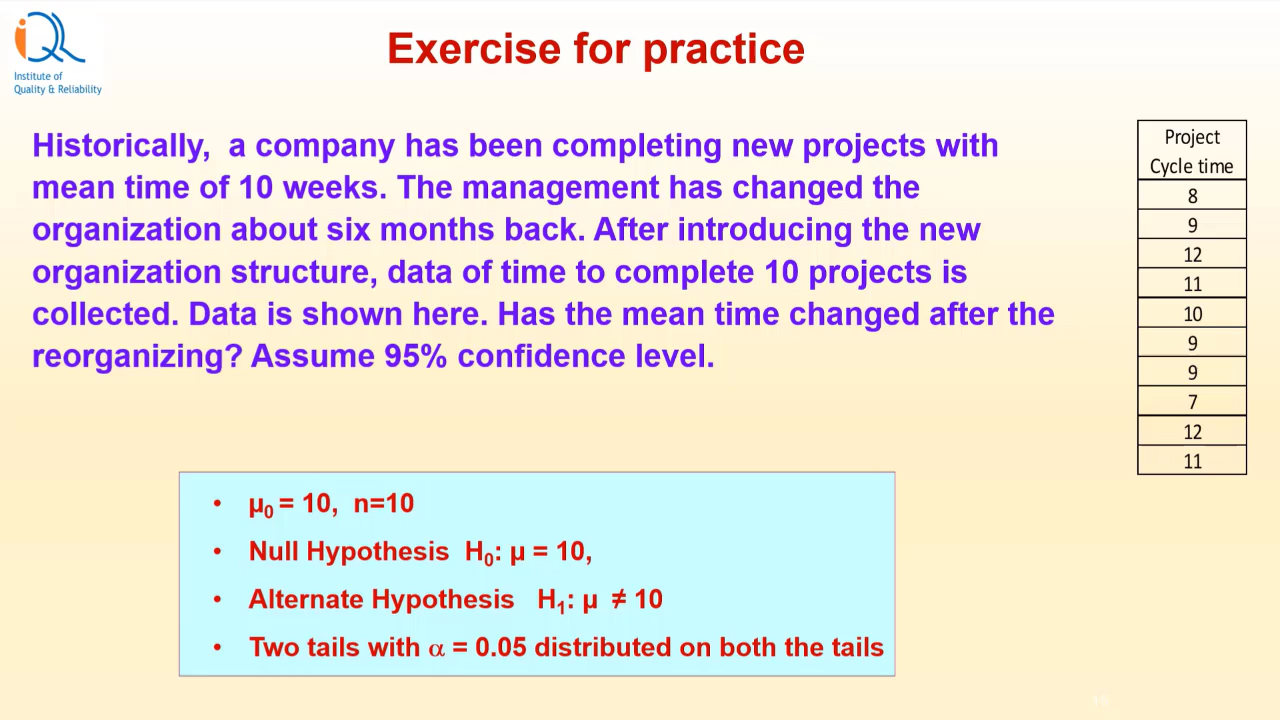 iQR
Institute of
Quality & Reliability
Exercise for practice
Historically, a company has been completing new projects with
mean time of 10 weeks. The management has changed the
organization about six months back. After introducing the new
organization structure, data of time to complete 10 projects is
collected. Data is shown here. Has the mean time changed after the
reorganizing? Assume 95% confidence level.
Project
Cycle time
8
9
12
11
10
9
9
7
12
11
• µ₀ = 10, n=10
• Null Hypothesis H₀: µ = 10,
• Alternate Hypothesis H₁: µ ≠ 10
• Two tails with α = 0.05 distributed on both the tails